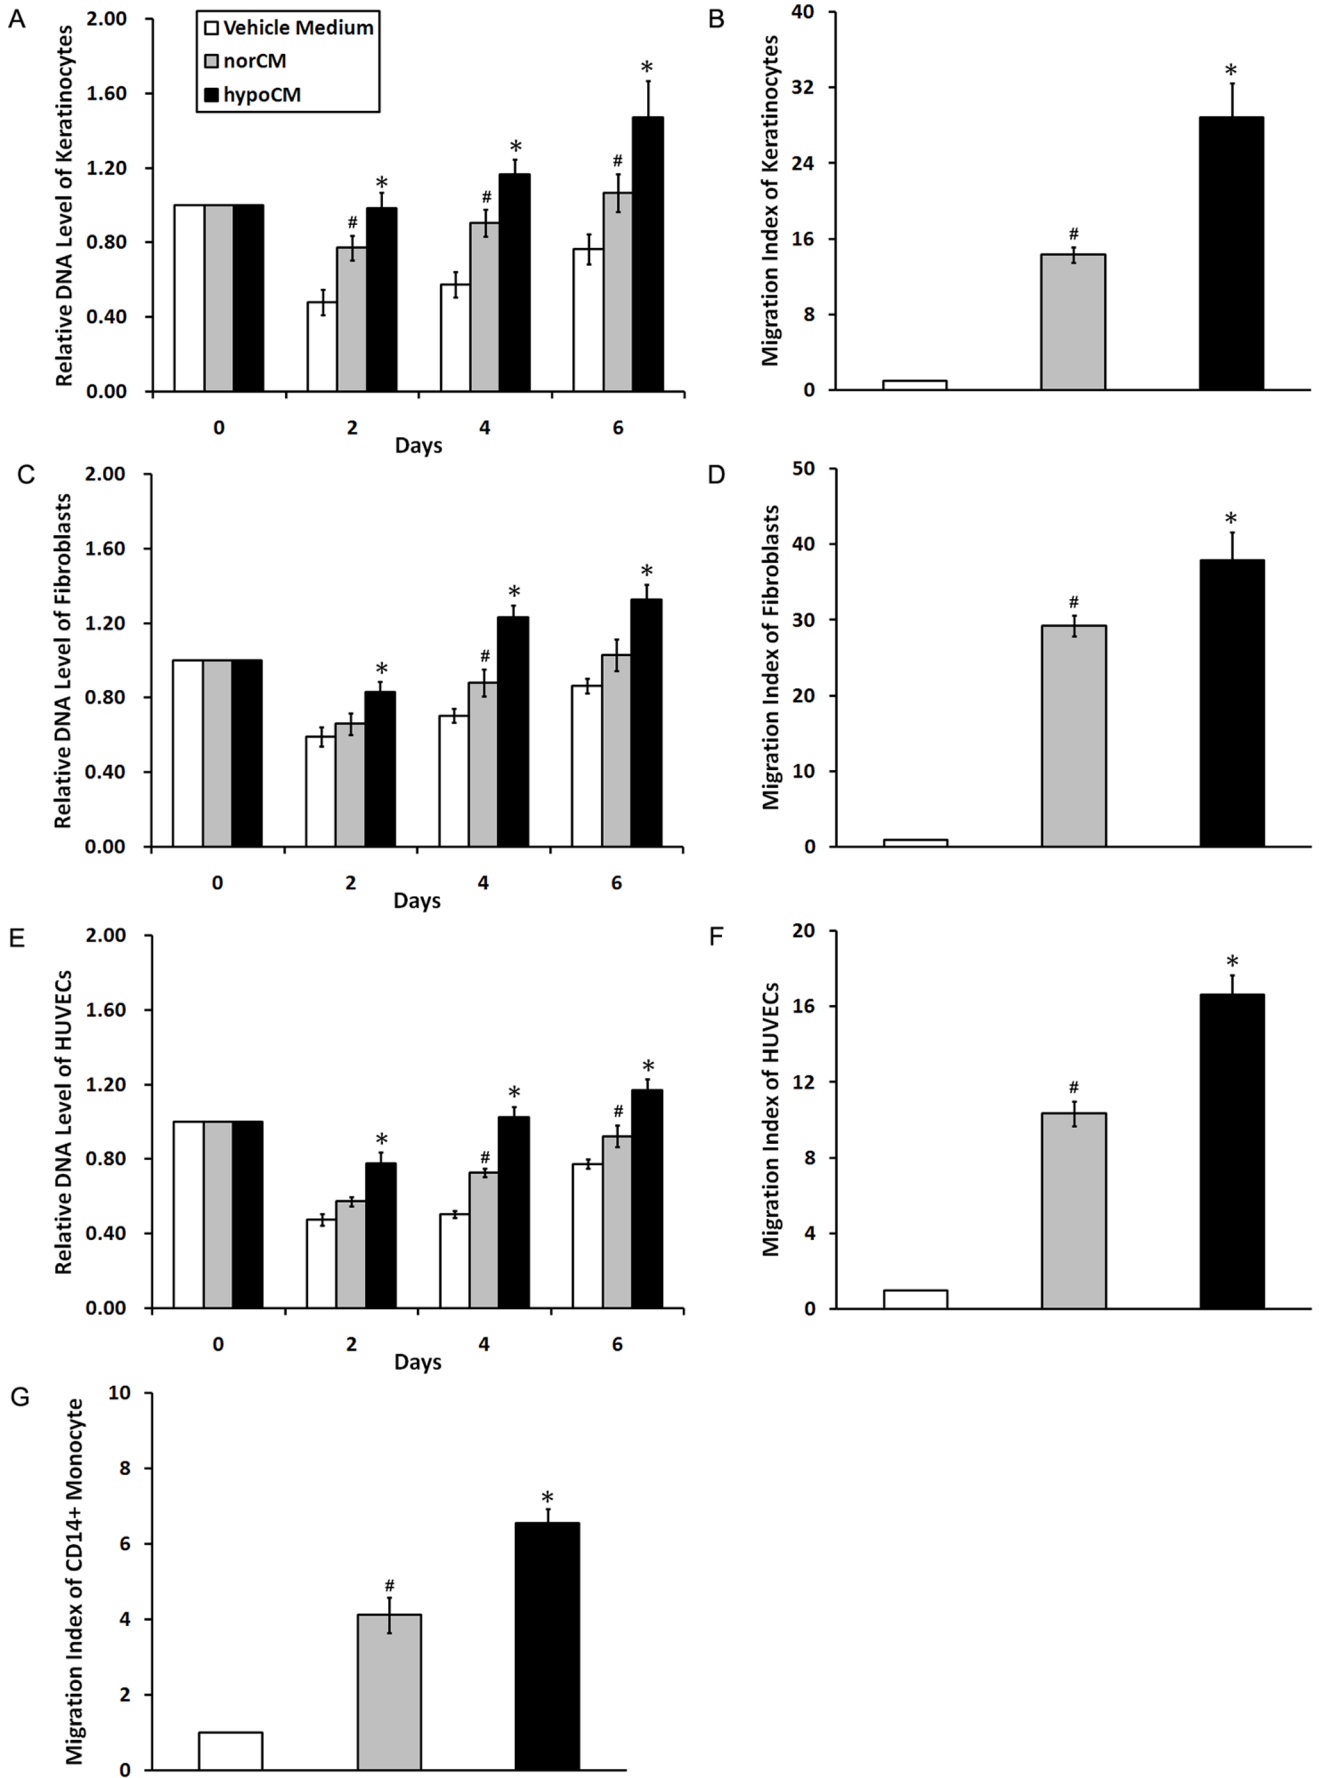 A
Relative DNA Level of Keratinocytes
2.00
1.60
1.20
0.80
0.40
0.00
Vehicle Medium
norCM
hypoCM
# *
# *
# *
0 2 4 6
Days
B
Migration Index of Keratinocytes
40
32
24
16
8
0
# *
C
Relative DNA Level of Fibroblasts
2.00
1.60
1.20
0.80
0.40
0.00
*
# *
*
0 2 4 6
Days
D
Migration Index of Fibroblasts
50
40
30
20
10
0
# *
E
Relative DNA Level of HUVECs
2.00
1.60
1.20
0.80
0.40
0.00
*
# *
# *
0 2 4 6
Days
F
Migration Index of HUVECs
20
16
12
8
4
0
# *
G
Migration Index of CD14+ Monocyte
10
8
6
4
2
0
# *